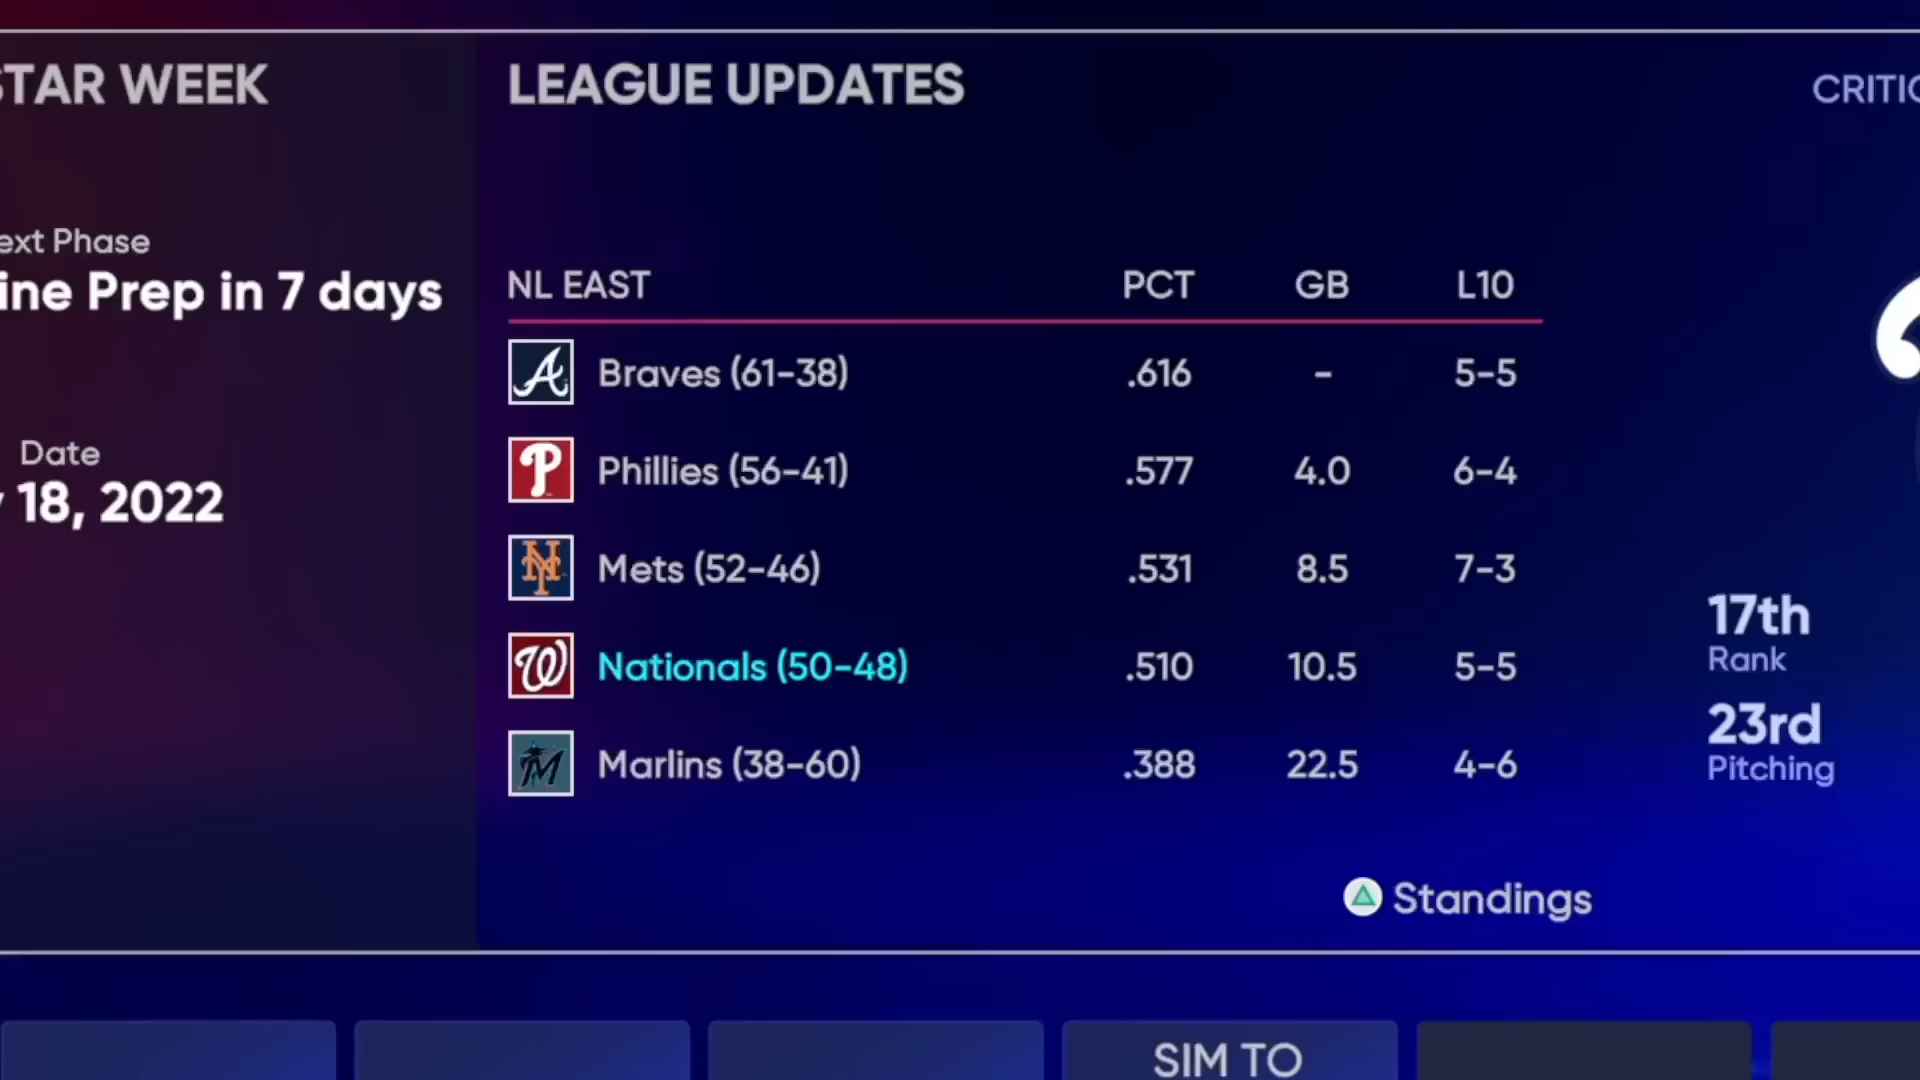 STAR WEEK
ext Phase
ine Prep in 7 days
Date
18, 2022
LEAGUE UPDATES
NL EAST PCT GB L10
Braves (61-38) .616 - 5-5
Phillies (56-41) .577 4.0 6-4
Mets (52-46) .531 8.5 7-3
Nationals (50-48) .510 10.5 5-5
Marlins (38-60) .388 22.5 4-6
Standings
CRITIC
17th
Rank
23rd
Pitching
SIM TO